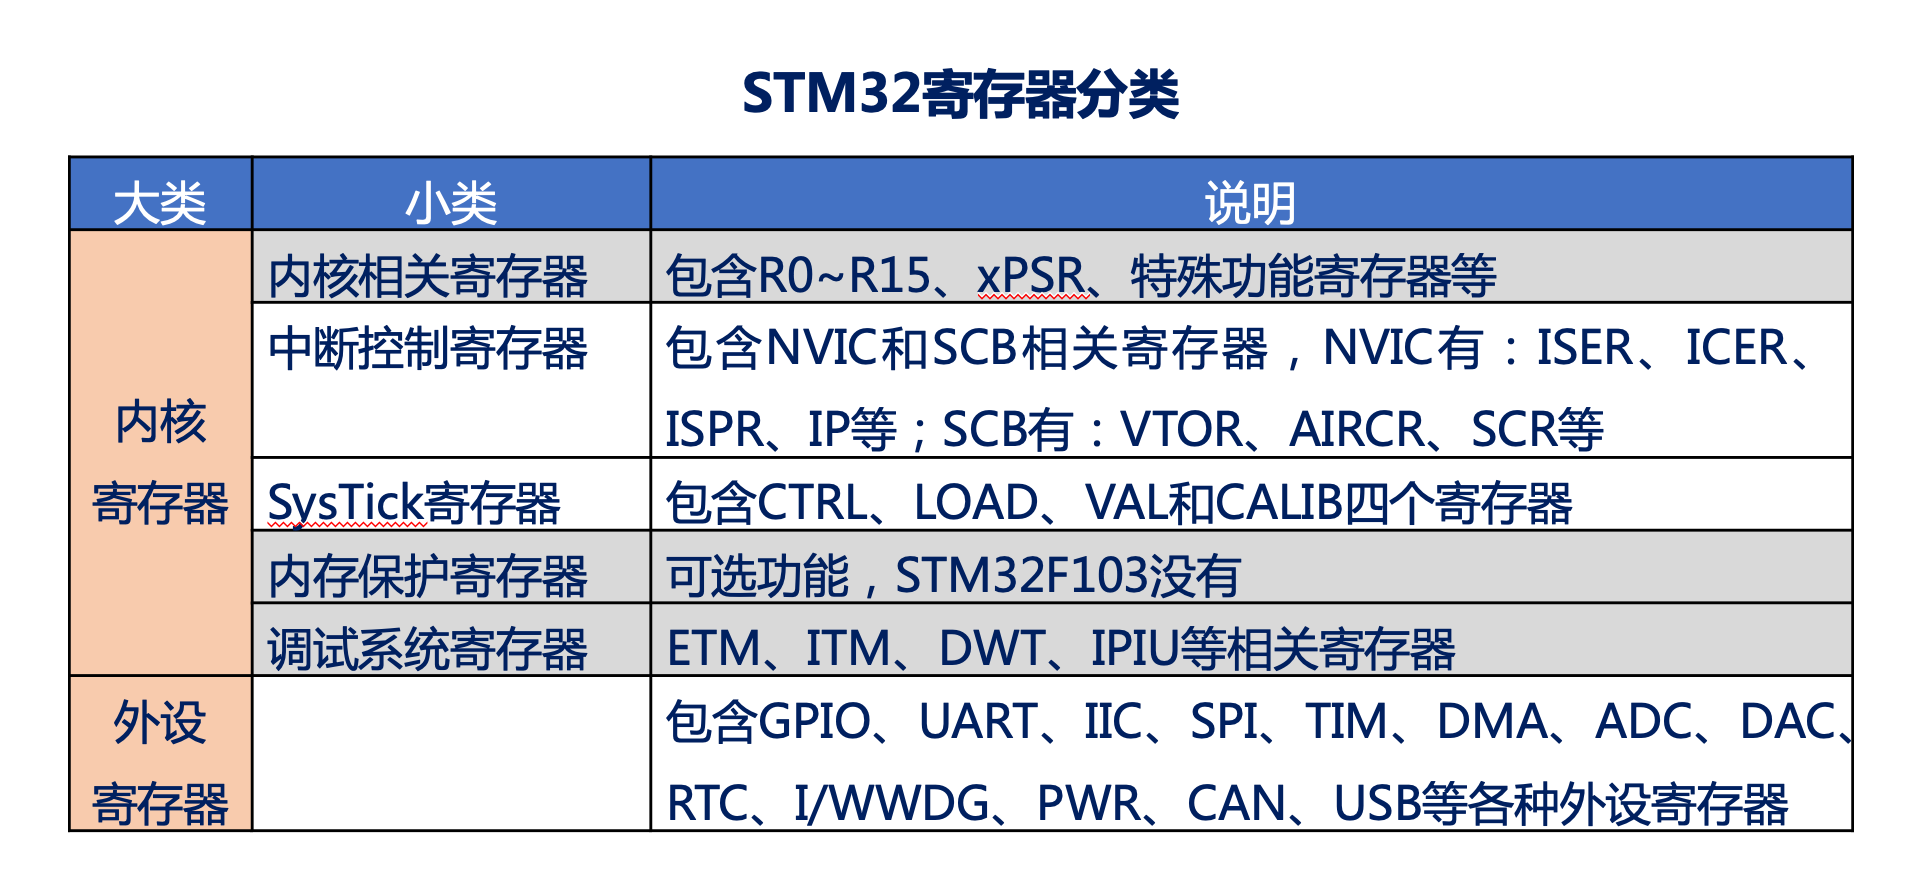 STM32寄存器分类
大类 小类 说明
内核
寄存器
内核相关寄存器 包含R0~R15、xPSR、特殊功能寄存器等
中断控制寄存器 包含NVIC和SCB相关寄存器，NVIC有：ISER、ICER、
ISPR、IP等；SCB有：VTOR、AIRCR、SCR等
SysTick寄存器 包含CTRL、LOAD、VAL和CALIB四个寄存器
内存保护寄存器 可选功能，STM32F103没有
调试系统寄存器 ETM、ITM、DWT、IPIU等相关寄存器
外设
寄存器
包含GPIO、UART、IIC、SPI、TIM、DMA、ADC、DAC、
RTC、I/WWDG、PWR、CAN、USB等各种外设寄存器